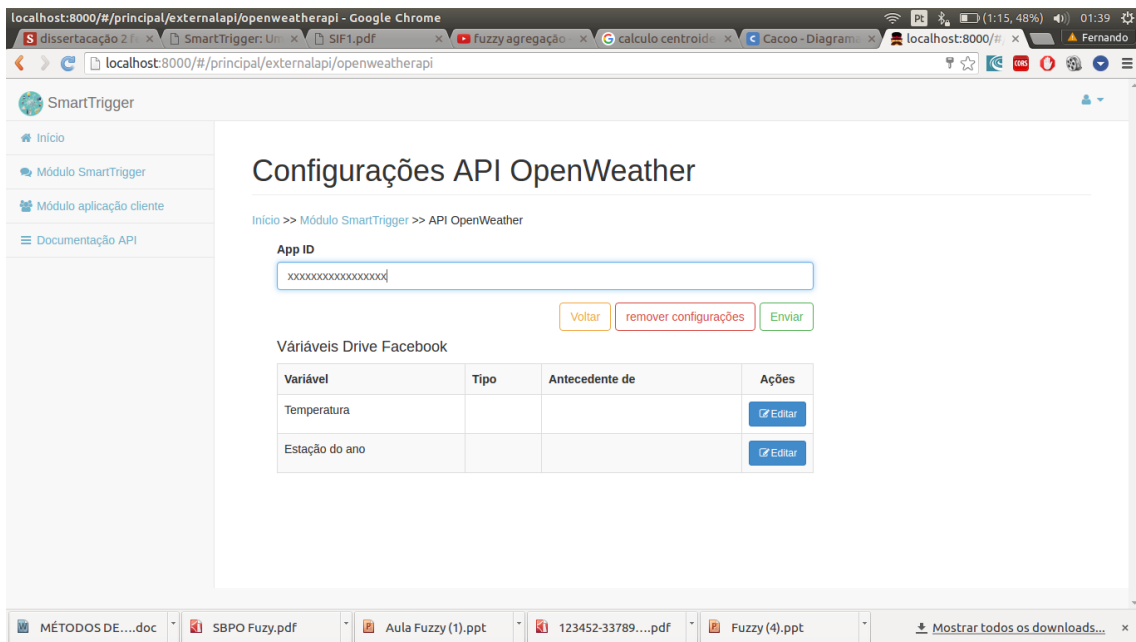 localhost:8000/#/principal/externalapi/openweatherapi - Google Chrome
Pt (1:15, 48%) 01:39
dissertacação 2 f SmartTrigger: Um SIF1.pdf fuzzy agregação - calculo centroide Cacoo - Diagrama localhost:8000/#/ Fernando
localhost:8000/#/principal/externalapi/openweatherapi
CORS
SmartTrigger
Início
Módulo SmartTrigger
Módulo aplicação cliente
Documentação API
Configurações API OpenWeather
Início >> Módulo SmartTrigger >> API OpenWeather
App ID
xxxxxxxxxxxxxxxxx
Voltar remover configurações Enviar
Váriáveis Drive Facebook
Variável Tipo Antecedente de Ações
Temperatura Editar
Estação do ano Editar
MÉTODOS DE....doc SBPO Fuzy.pdf Aula Fuzzy (1).ppt 123452-33789....pdf Fuzzy (4).ppt Mostrar todos os downloads...